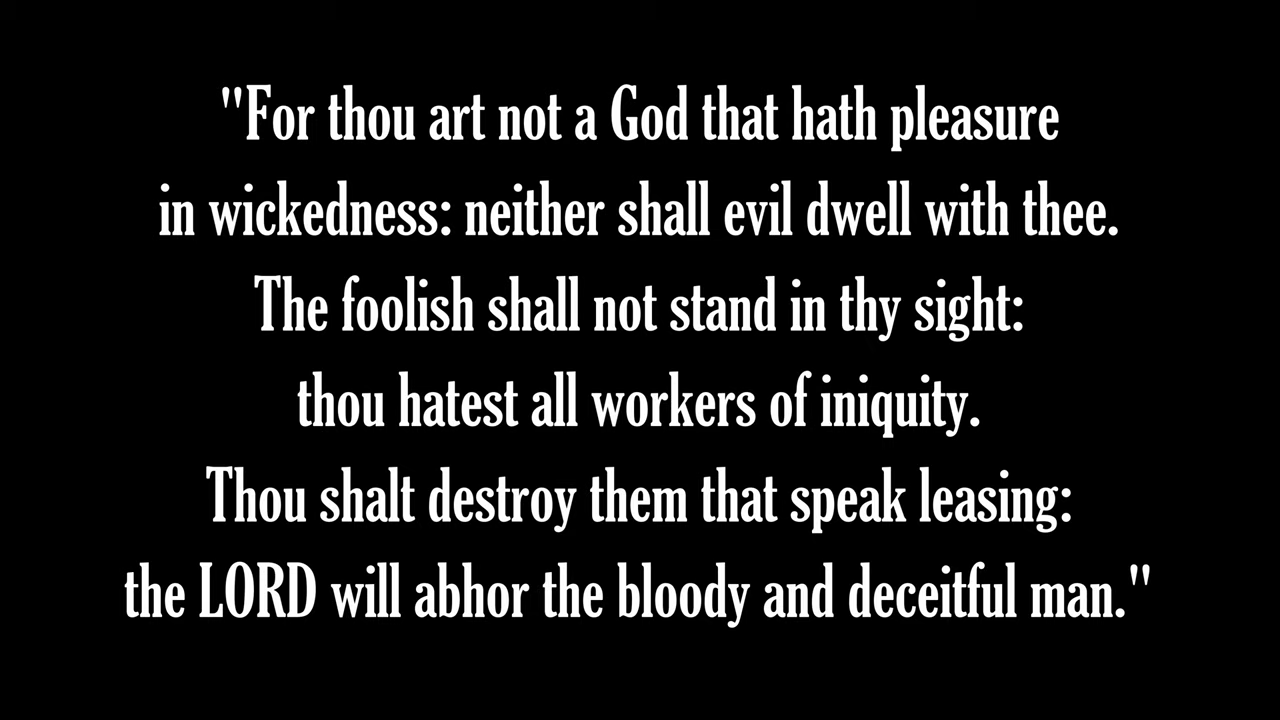 "For thou art not a God that hath pleasure
in wickedness: neither shall evil dwell with thee.
The foolish shall not stand in thy sight:
thou hatest all workers of iniquity.
Thou shalt destroy them that speak leasing:
the LORD will abhor the bloody and deceitful man."